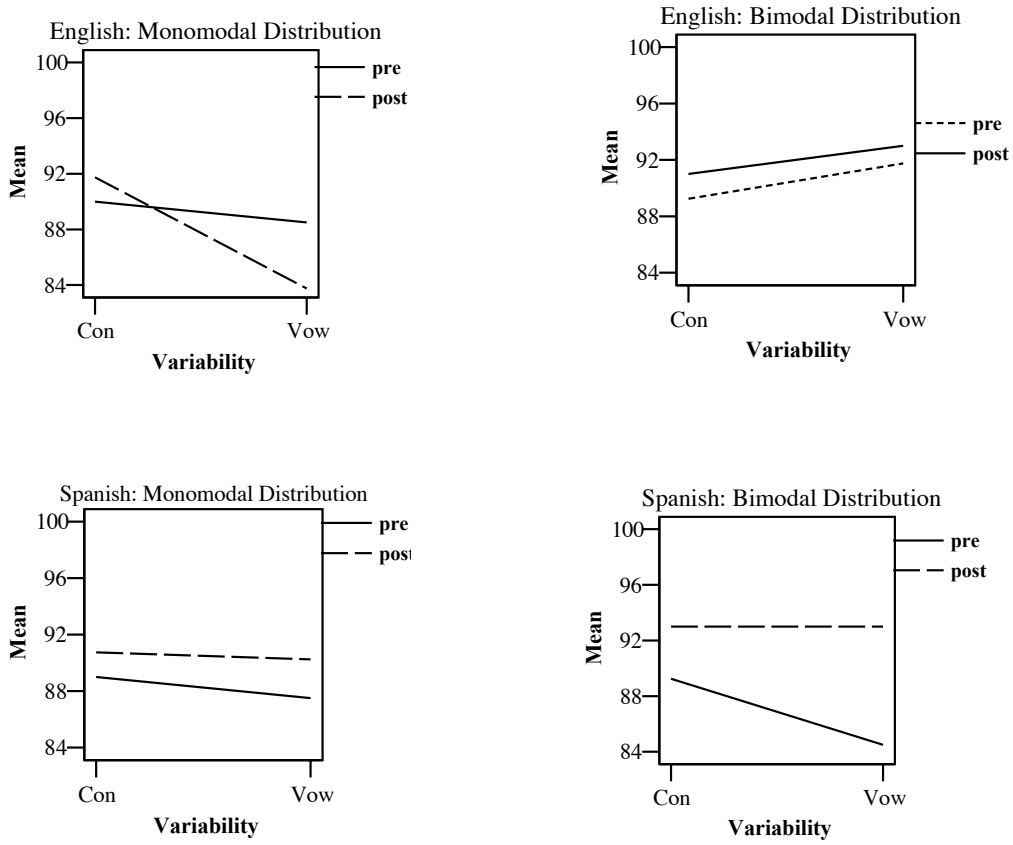 English: Monomodal Distribution
100
96
92
88
84
Mean
Con
Vow
Variability
pre
post
English: Bimodal Distribution
100
96
92
88
84
Mean
Con
Vow
Variability
pre
post
Spanish: Monomodal Distribution
100
96
92
88
84
Mean
Con
Vow
Variability
pre
post
Spanish: Bimodal Distribution
100
96
92
88
84
Mean
Con
Vow
Variability
pre
post